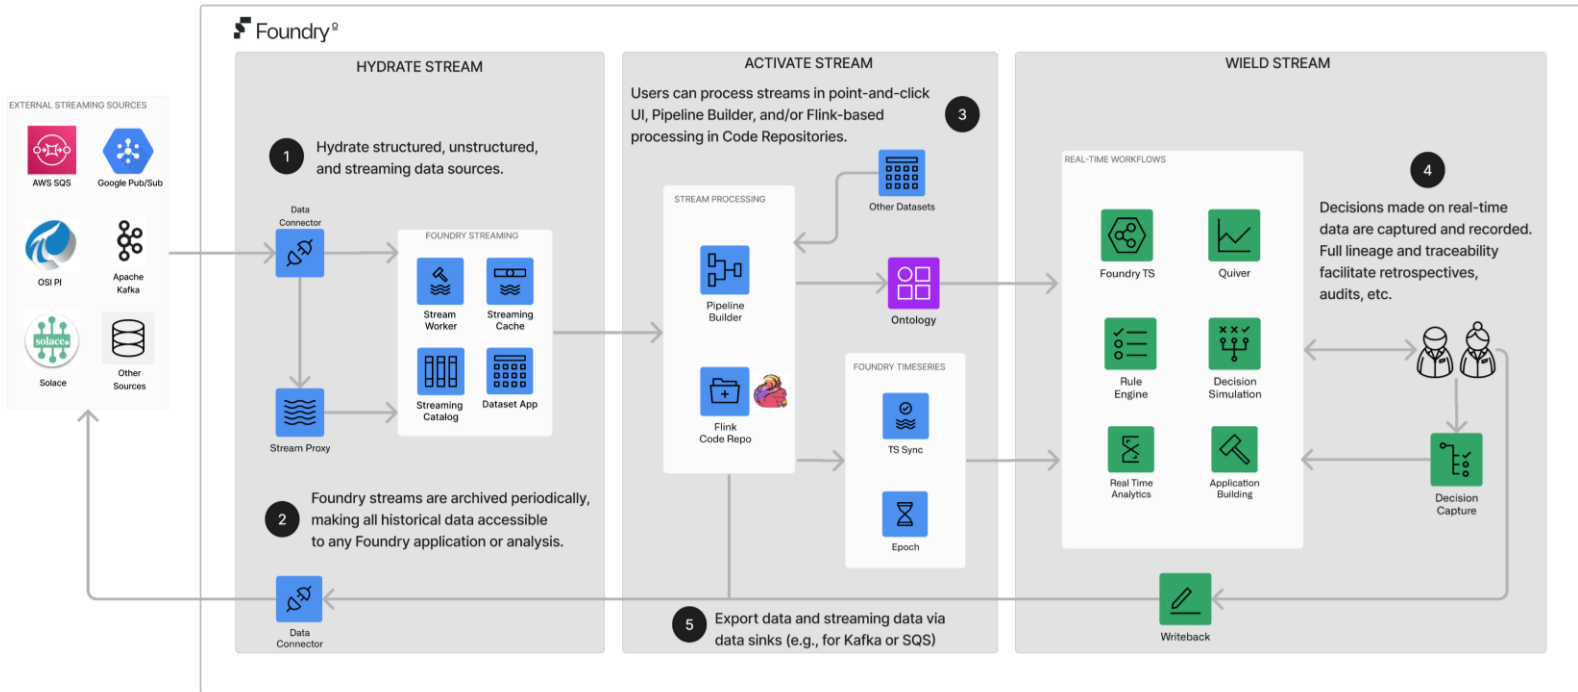 Foundry
HYDRATE STREAM
ACTIVATE STREAM
WIELD STREAM
EXTERNAL STREAMING SOURCES
AWS SQS
Google Pub/Sub
OSI PI
Apache
Kafka
solace.
Solace
Other
Sources
1
Hydrate structured, unstructured,
and streaming data sources.
Data
Connector
FOUNDRY STREAMING
Stream
Worker
Streaming
Cache
Streaming
Catalog
Dataset App
Stream Proxy
2
Foundry streams are archived periodically,
making all historical data accessible
to any Foundry application or analysis.
Data
Connector
Users can process streams in point-and-click
UI, Pipeline Builder, and/or Flink-based
processing in Code Repositories.
3
Other Datasets
STREAM PROCESSING
Pipeline
Builder
Flink
Code Repo
Ontology
FOUNDRY TIMESERIES
TS Sync
Epoch
5
Export data and streaming data via
data sinks (e.g., for Kafka or SQS)
REAL-TIME WORKFLOWS
Foundry TS
Quiver
Rule
Engine
Decision
Simulation
Real Time
Analytics
Application
Building
4
Decisions made on real-time
data are captured and recorded.
Full lineage and traceability
facilitate retrospectives,
audits, etc.
Decision
Capture
Writeback